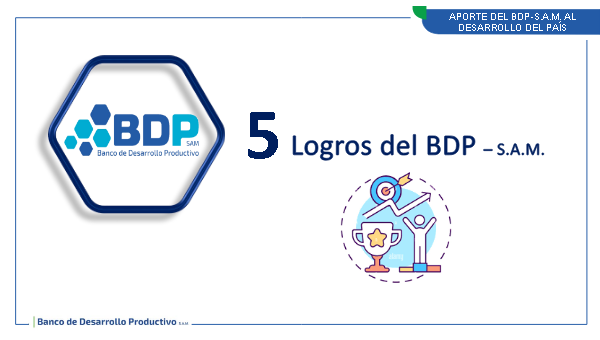 APORTE DEL BDP-S.A.M, AL
DESARROLLO DEL PAÍS
BDP
SAM
Banco de Desarrollo Productivo
5 Logros del BDP – S.A.M.
Banco de Desarrollo Productivo S.A.M